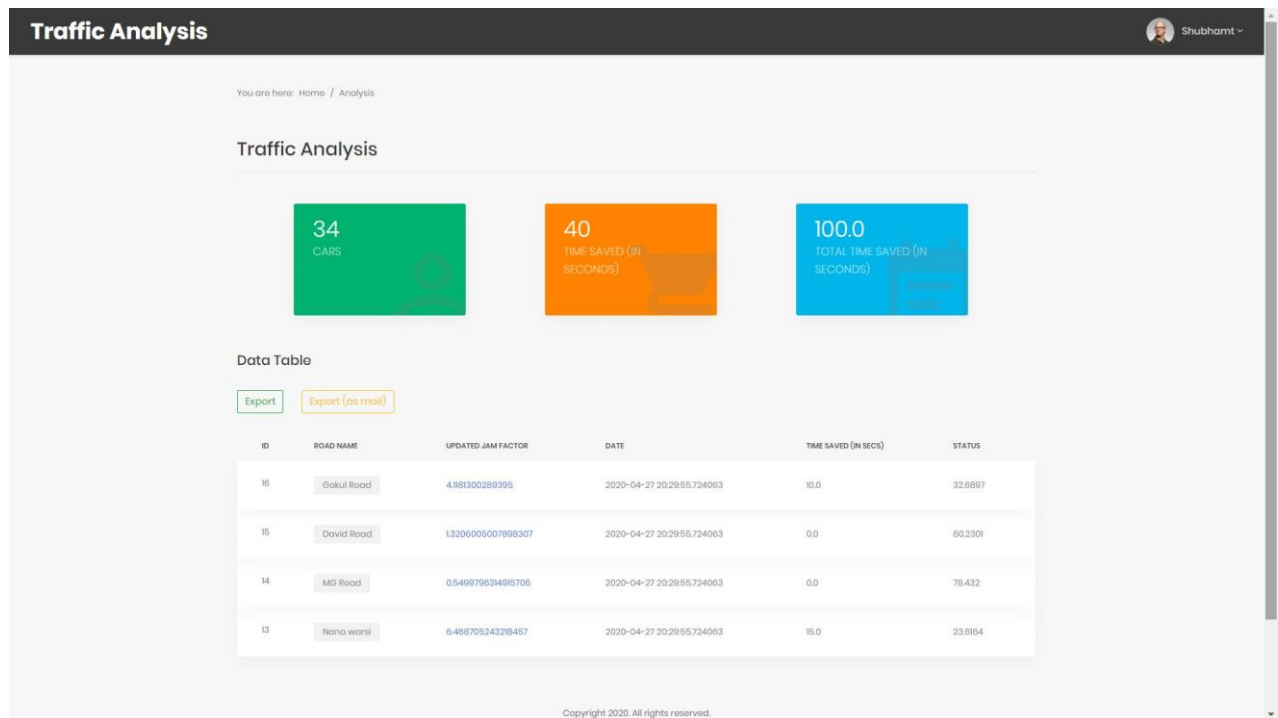 Traffic Analysis
Shubhamt
You are here: Home / Analysis
Traffic Analysis
34
CARS
40
TIME SAVED (IN
SECONDS)
100.0
TOTAL TIME SAVED (IN
SECONDS)
Data Table
Export Export (as mail)
ID ROAD NAME UPDATED JAM FACTOR DATE TIME SAVED (IN SECS) STATUS
16 Gokul Road 4.1181300289395 2020-04-27 20:29:55.724063 10.0 32.6897
15 David Road 1.3206005007898307 2020-04-27 20:29:55.724063 0.0 60.2301
14 MG Road 0.5499796314915706 2020-04-27 20:29:55.724063 0.0 78.432
13 Nana warsi 6.468705243218457 2020-04-27 20:29:55.724063 15.0 23.6164
Copyright 2020. All rights reserved.